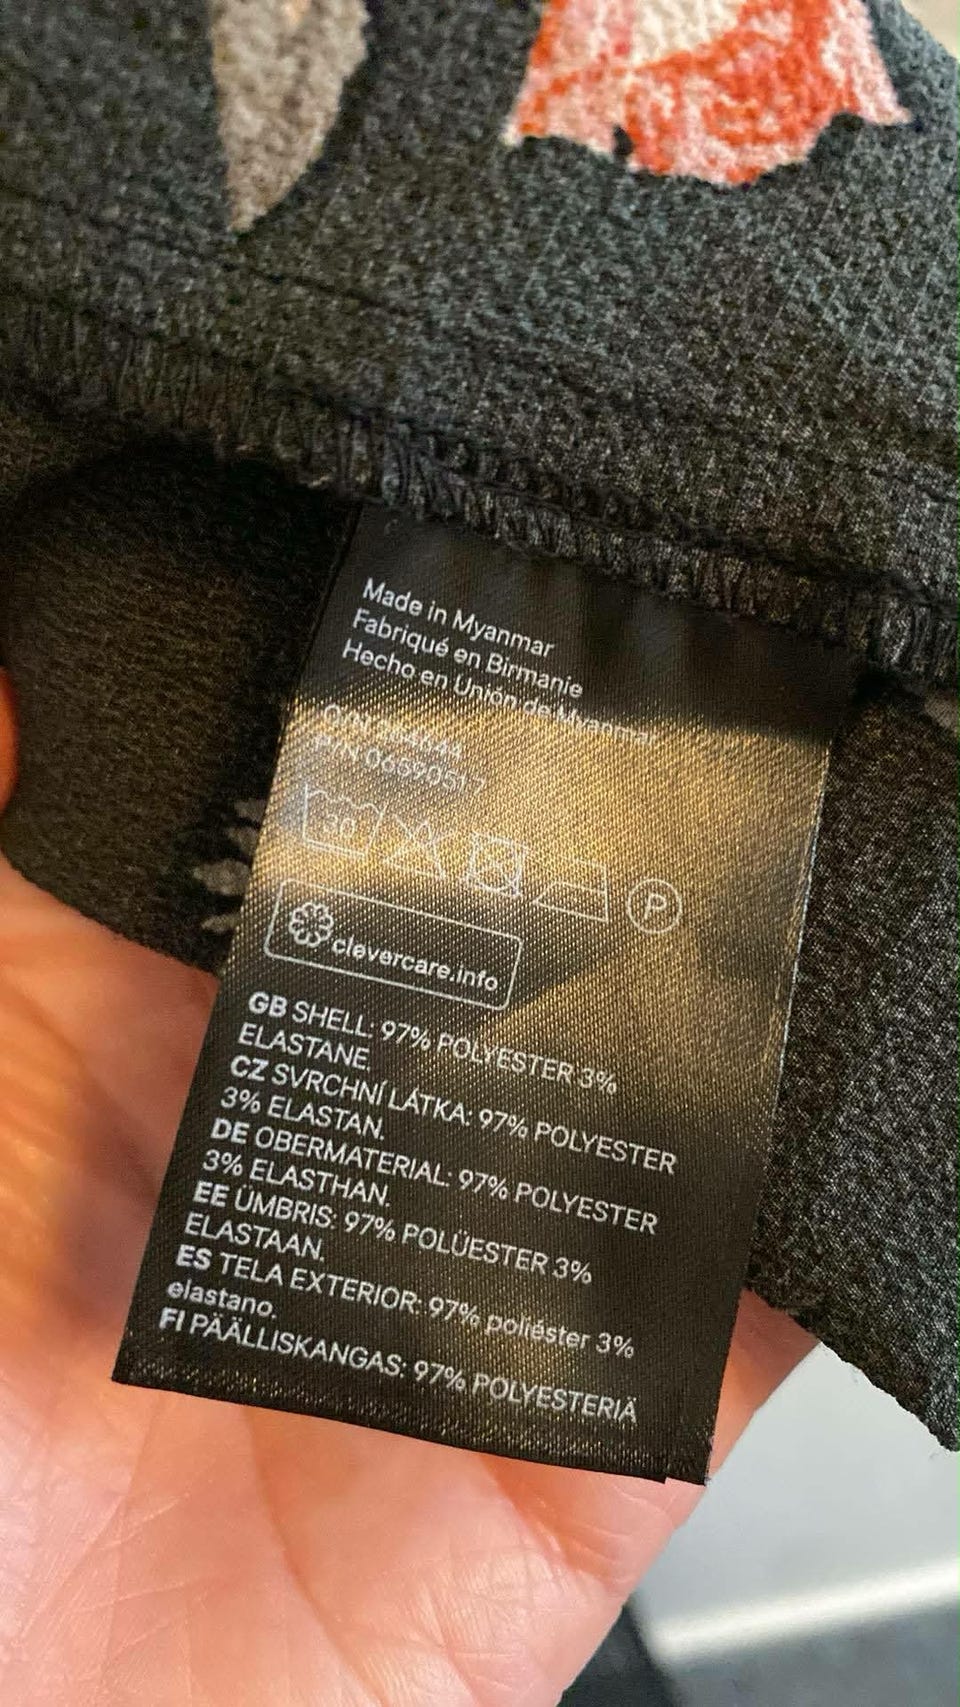 Made in Myanmar
Fabriqué en Birmanie
Hecho en Unión de Myanmar
O/N
P/N 0659051
30
P
clevercare.info
GB SHELL: 97% POLYESTER 3%
ELASTANE.
CZ SVRCHNÍ LÁTKA: 97% POLYESTER
3% ELASTAN.
DE OBERMATERIAL: 97% POLYESTER
3% ELASTHAN.
EE ÜMBRIS: 97% POLÜESTER 3%
ELASTAAN.
ES TELA EXTERIOR: 97% poliéster 3%
elastano.
FI PÄÄLLISKANGAS: 97% POLYESTERIÄ